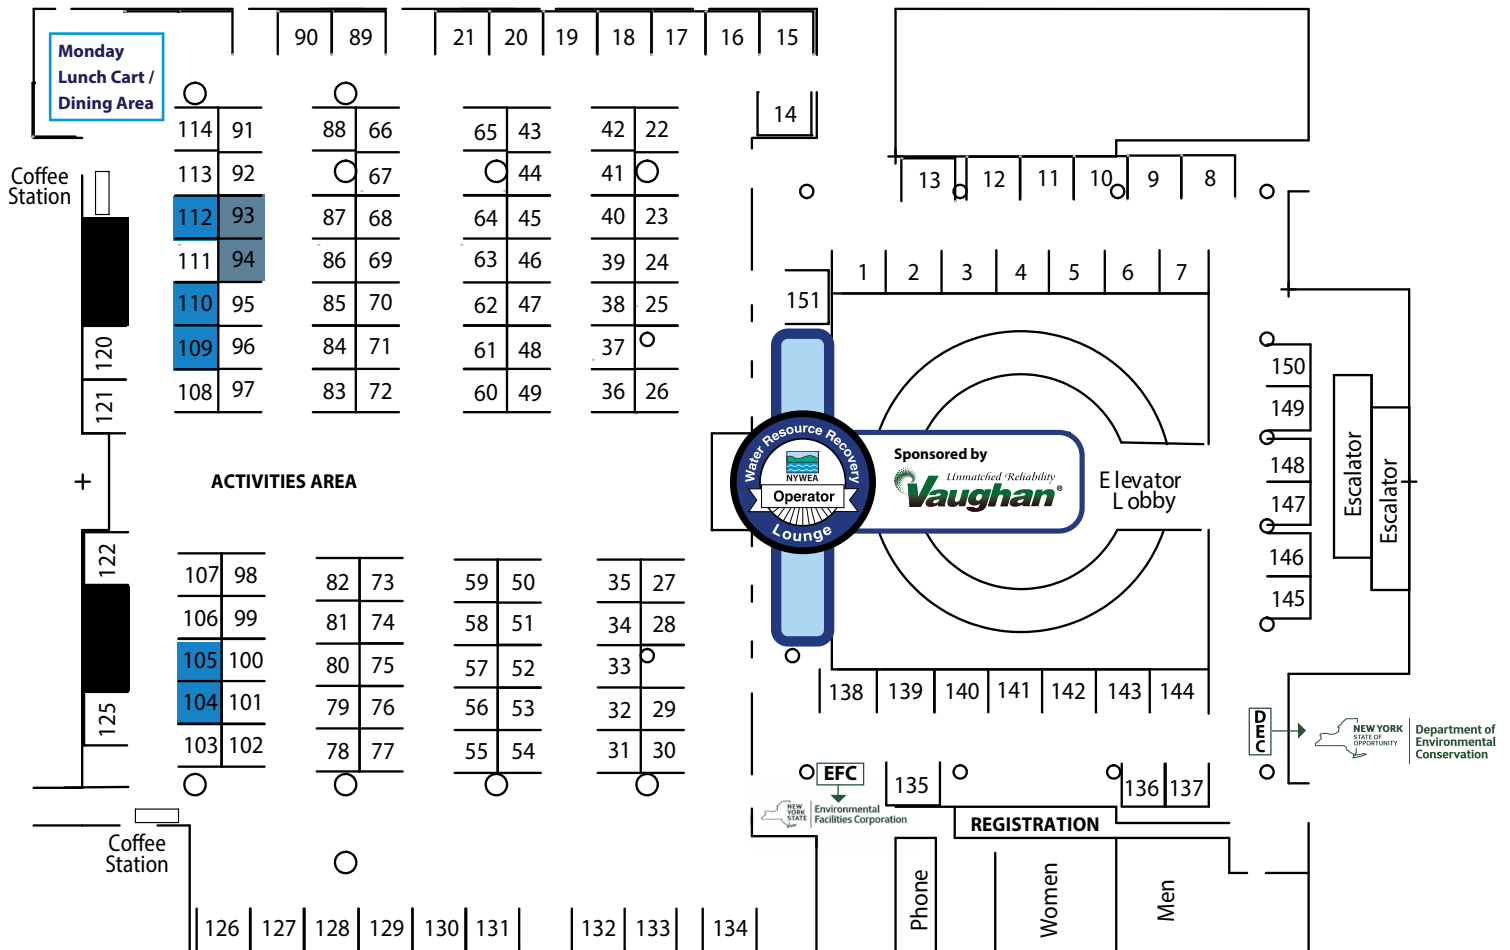 90 89 21 20 19 18 17 16 15
Monday
Lunch Cart /
Dining Area
14
114 91 88 66 65 43 42 22
113 92 67 44 41
Coffee
Station
13 12 11 10 9 8
112 93 87 68 64 45 40 23
111 94 86 69 63 46 39 24
1 2 3 4 5 6 7
151
110 95 85 70 62 47 38 25
109 96 84 71 61 48 37
108 97 83 72 60 49 36 26
120
121
150
149
148
147
146
145
Water Resource Recovery
NYWEA
Operator
Lounge
Sponsored by
Unmatched Reliability
Vaughan®
Elevator
Lobby
Escalator
Escalator
ACTIVITIES AREA
122
125
107 98 82 73 59 50 35 27
106 99 81 74 58 51 34 28
105 100 80 75 57 52 33
104 101 79 76 56 53 32 29
103 102 78 77 55 54 31 30
138 139 140 141 142 143 144
DEC
NEW YORK
STATE OF
OPPORTUNITY
Department of
Environmental
Conservation
EFC
NEW
YORK
STATE
Environmental
Facilities Corporation
135 136 137
REGISTRATION
Coffee
Station
Phone
Women
Men
126 127 128 129 130 131 132 133 134